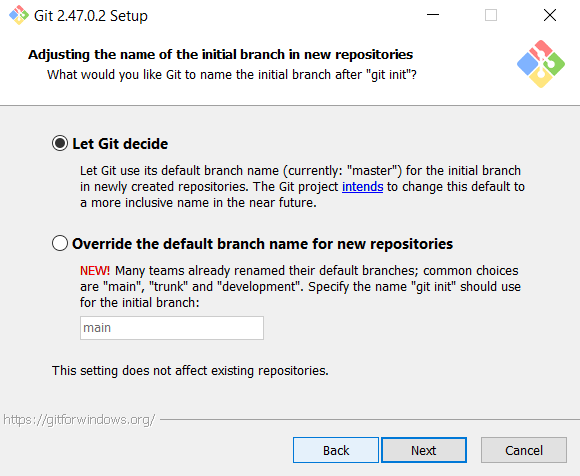 Git 2.47.0.2 Setup
Adjusting the name of the initial branch in new repositories
What would you like Git to name the initial branch after "git init"?
Let Git decide
Let Git use its default branch name (currently: "master") for the initial branch
in newly created repositories. The Git project intends to change this default to
a more inclusive name in the near future.
Override the default branch name for new repositories
NEW! Many teams already renamed their default branches; common choices
are "main", "trunk" and "development". Specify the name "git init" should use
for the initial branch:
main
This setting does not affect existing repositories.
https://gitforwindows.org/
Back Next Cancel